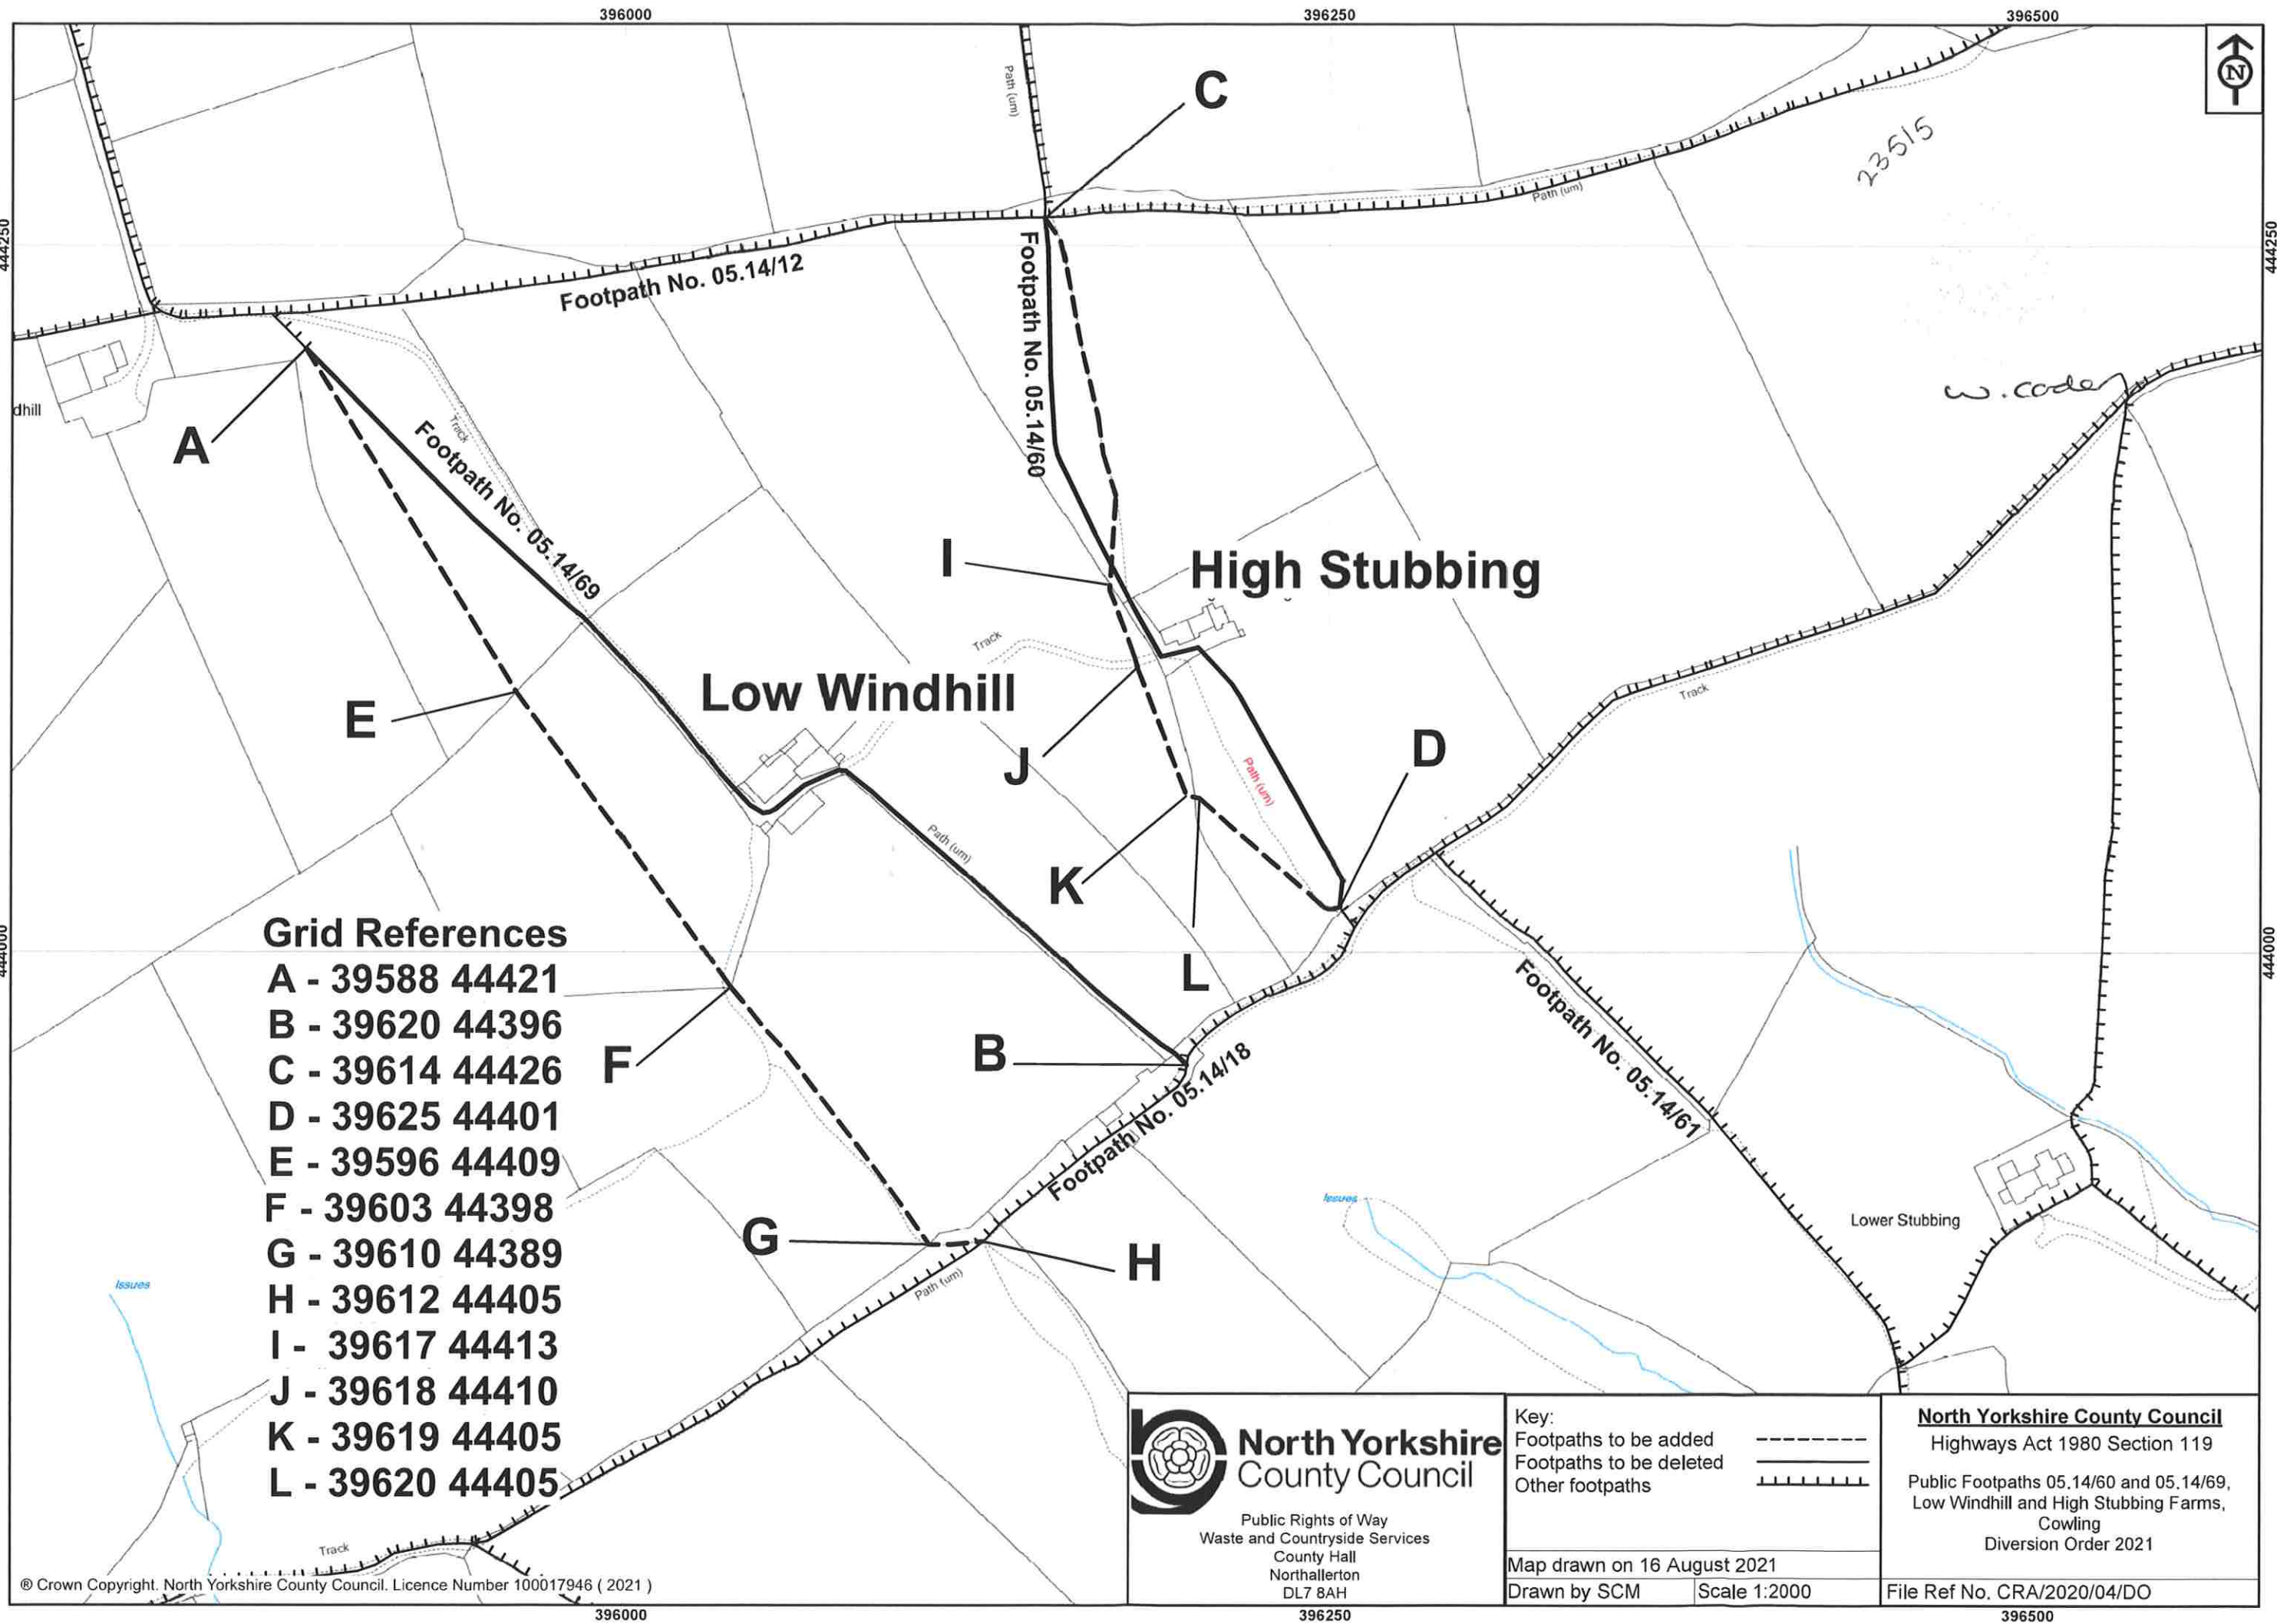 396000
396250
396500
N
Path (um)
C
23515
444250
444250
Path (um)
Footpath No. 05.14/12
Footpath No. 05.14/60
W. code
dhill
A
Track
Footpath No. 05.14/69
I
High Stubbing
Track
Low Windhill
Track
E
D
J
Path (um)
Path (um)
K
L
444000
444000
Grid References
A - 39588 44421
B - 39620 44396
C - 39614 44426
D - 39625 44401
E - 39596 44409
F - 39603 44398
G - 39610 44389
H - 39612 44405
I - 39617 44413
J - 39618 44410
K - 39619 44405
L - 39620 44405
F
B
Footpath No. 05.14/18
Footpath No. 05.14/61
Issues
Lower Stubbing
G
H
Path (um)
Issues
Track
North Yorkshire
County Council
Public Rights of Way
Waste and Countryside Services
County Hall
Northallerton
DL7 8AH
Key:
Footpaths to be added
Footpaths to be deleted
Other footpaths
Map drawn on 16 August 2021
Drawn by SCM
Scale 1:2000
North Yorkshire County Council
Highways Act 1980 Section 119
Public Footpaths 05.14/60 and 05.14/69,
Low Windhill and High Stubbing Farms,
Cowling
Diversion Order 2021
File Ref No. CRA/2020/04/DO
® Crown Copyright. North Yorkshire County Council. Licence Number 100017946 ( 2021 )
396000
396250
396500